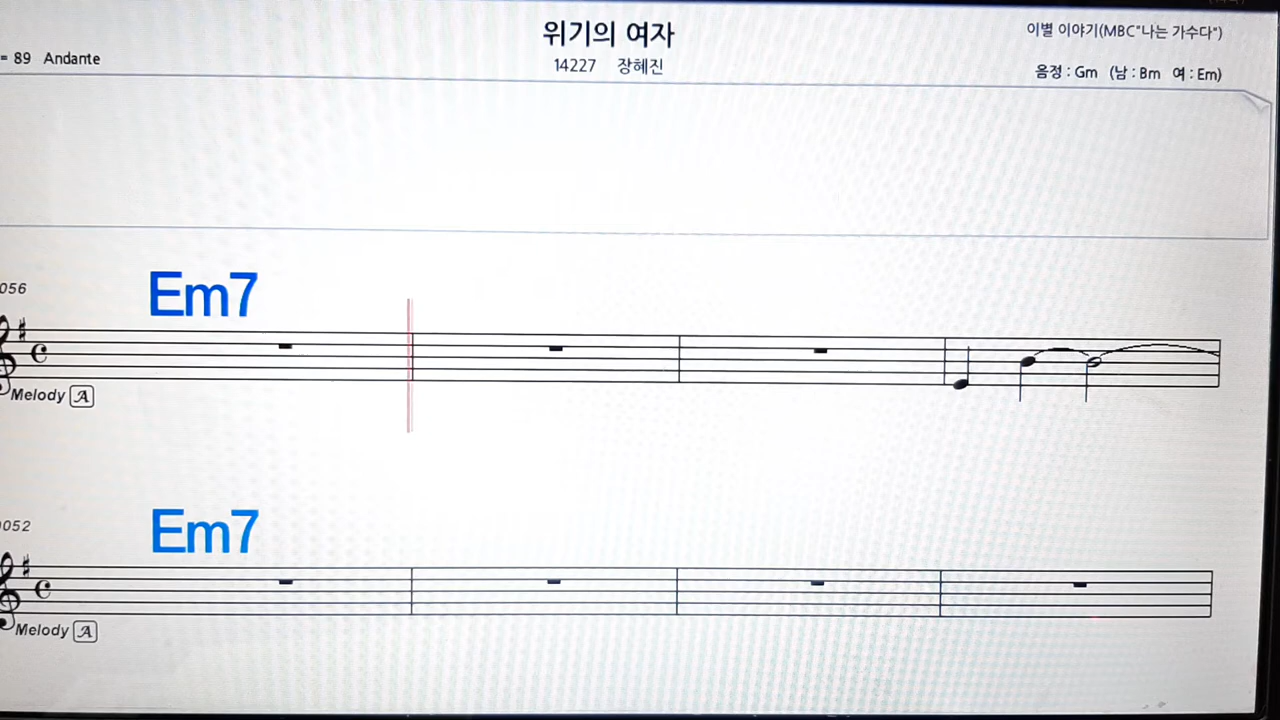 위기의 여자
이별 이야기(MBC"나는 가수다")
= 89 Andante
14227 장혜진
음정 : Gm (남 : Bm 여 : Em)
056
Em7
Melody A
0052
Em7
Melody A